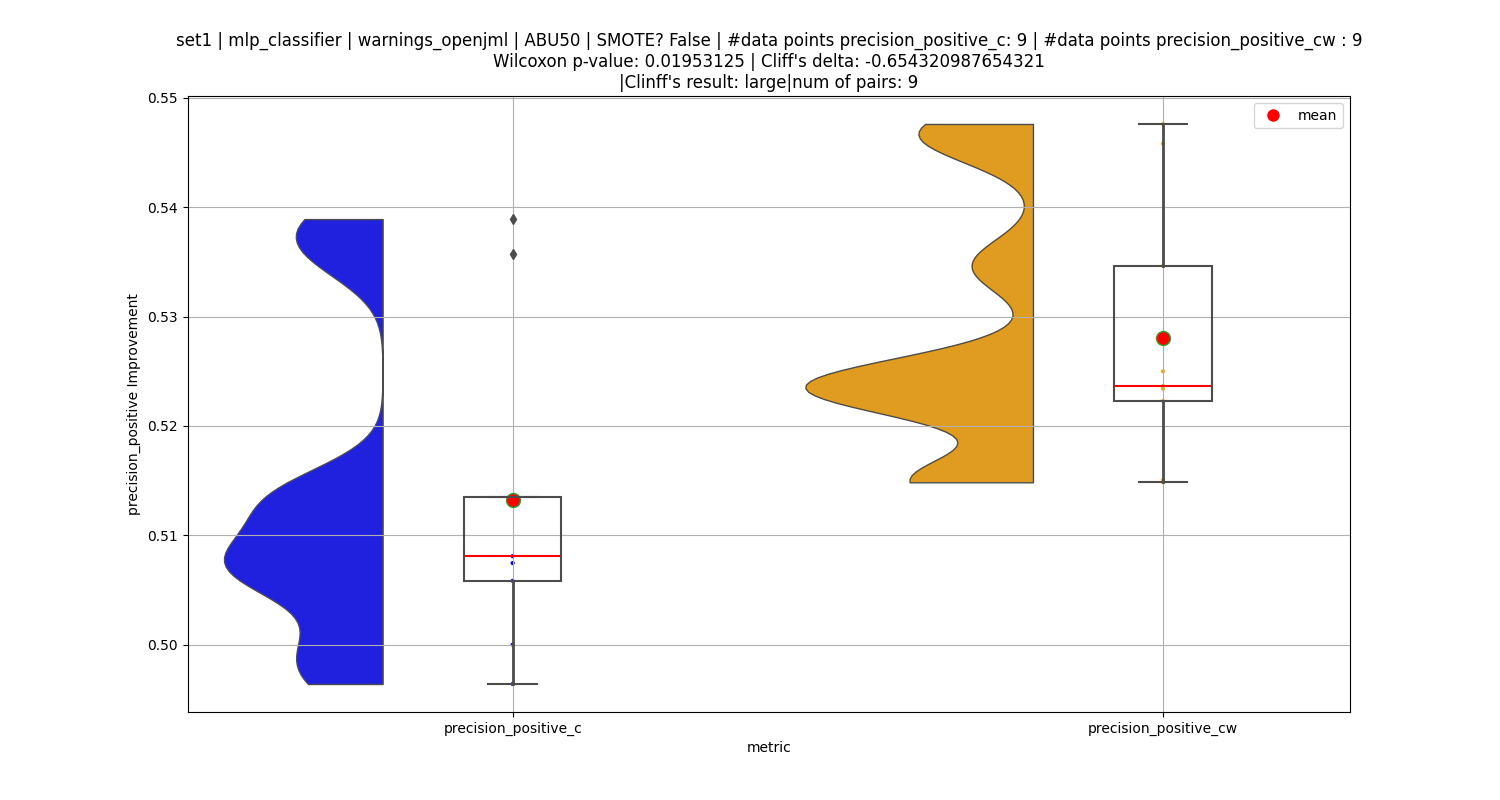 set1 | mlp_classifier | warnings_openjml | ABU50 | SMOTE? False | #data points precision_positive_c: 9 | #data points precision_positive_cw : 9
Wilcoxon p-value: 0.01953125 | Cliff's delta: -0.654320987654321
|Clinff's result: large|num of pairs: 9
mean
0.55
0.54
0.53
0.52
0.51
0.50
precision_positive Improvement
precision_positive_c
precision_positive_cw
metric